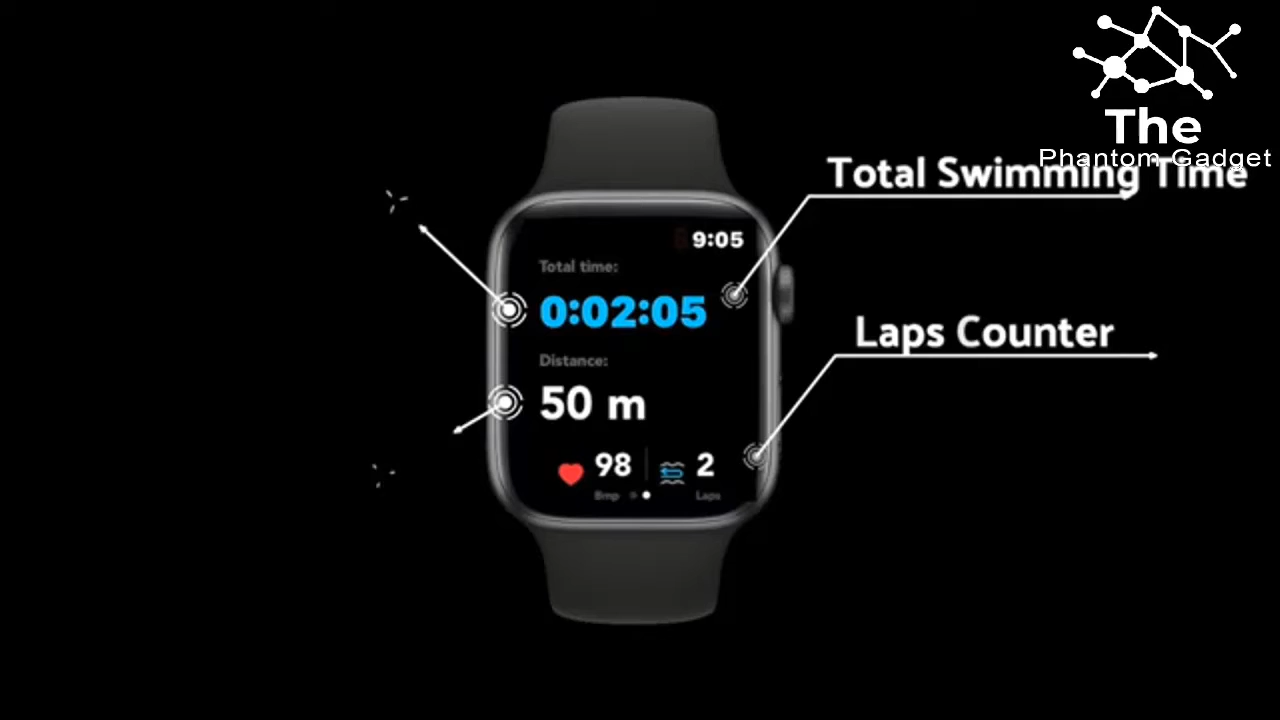 The
Phantom Gadget
Total Swimming Time
9:05
Total time:
0:02:05
Laps Counter
Distance:
50 m
98
2
Bmp
Laps